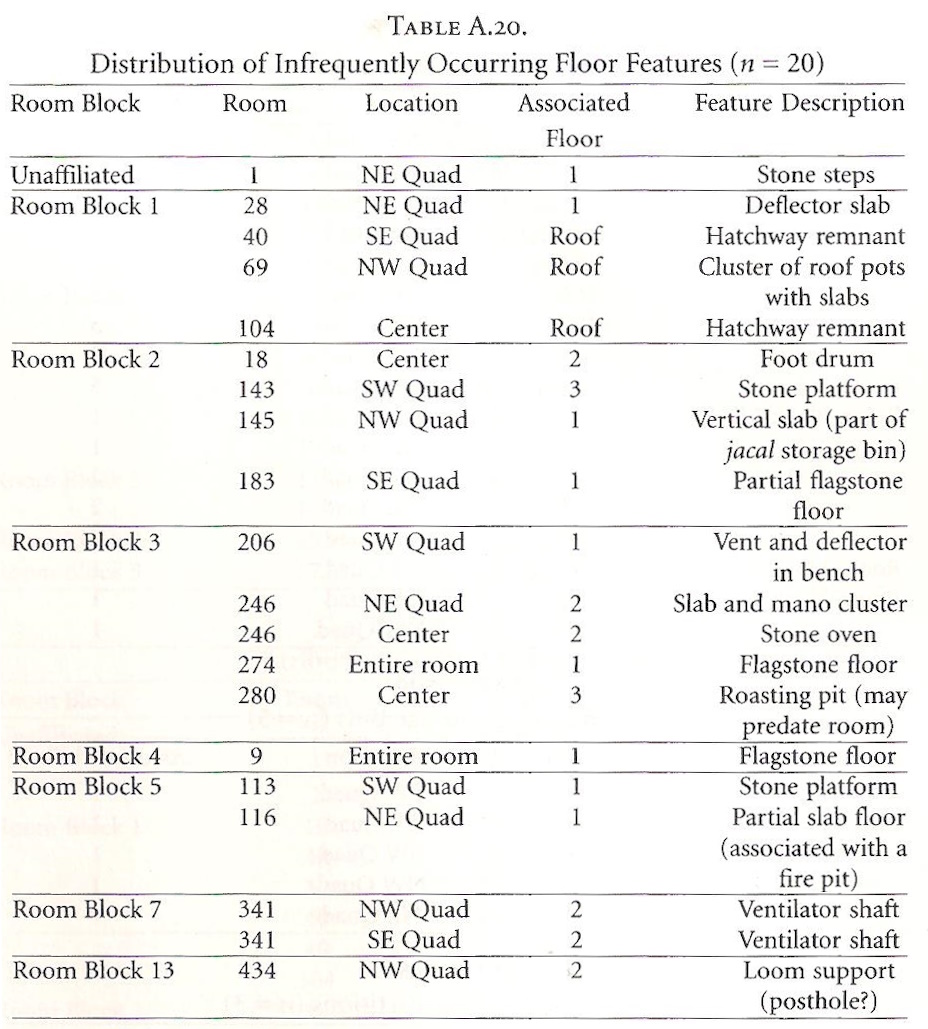 TABLE A.20.
Distribution of Infrequently Occurring Floor Features (n = 20)
Room Block Room Location Associated Feature Description
Floor
Unaffiliated 1 NE Quad 1 Stone steps
Room Block 1 28 NE Quad 1 Deflector slab
40 SE Quad Roof Hatchway remnant
69 NW Quad Roof Cluster of roof pots
with slabs
104 Center Roof Hatchway remnant
Room Block 2 18 Center 2 Foot drum
143 SW Quad 3 Stone platform
145 NW Quad 1 Vertical slab (part of
jacal storage bin)
183 SE Quad 1 Partial flagstone
floor
Room Block 3 206 SW Quad 1 Vent and deflector
in bench
246 NE Quad 2 Slab and mano cluster
246 Center 2 Stone oven
274 Entire room 1 Flagstone floor
280 Center 3 Roasting pit (may
predate room)
Room Block 4 9 Entire room 1 Flagstone floor
Room Block 5 113 SW Quad 1 Stone platform
116 NE Quad 1 Partial slab floor
(associated with a
fire pit)
Room Block 7 341 NW Quad 2 Ventilator shaft
341 SE Quad 2 Ventilator shaft
Room Block 13 434 NW Quad 2 Loom support
(posthole?)